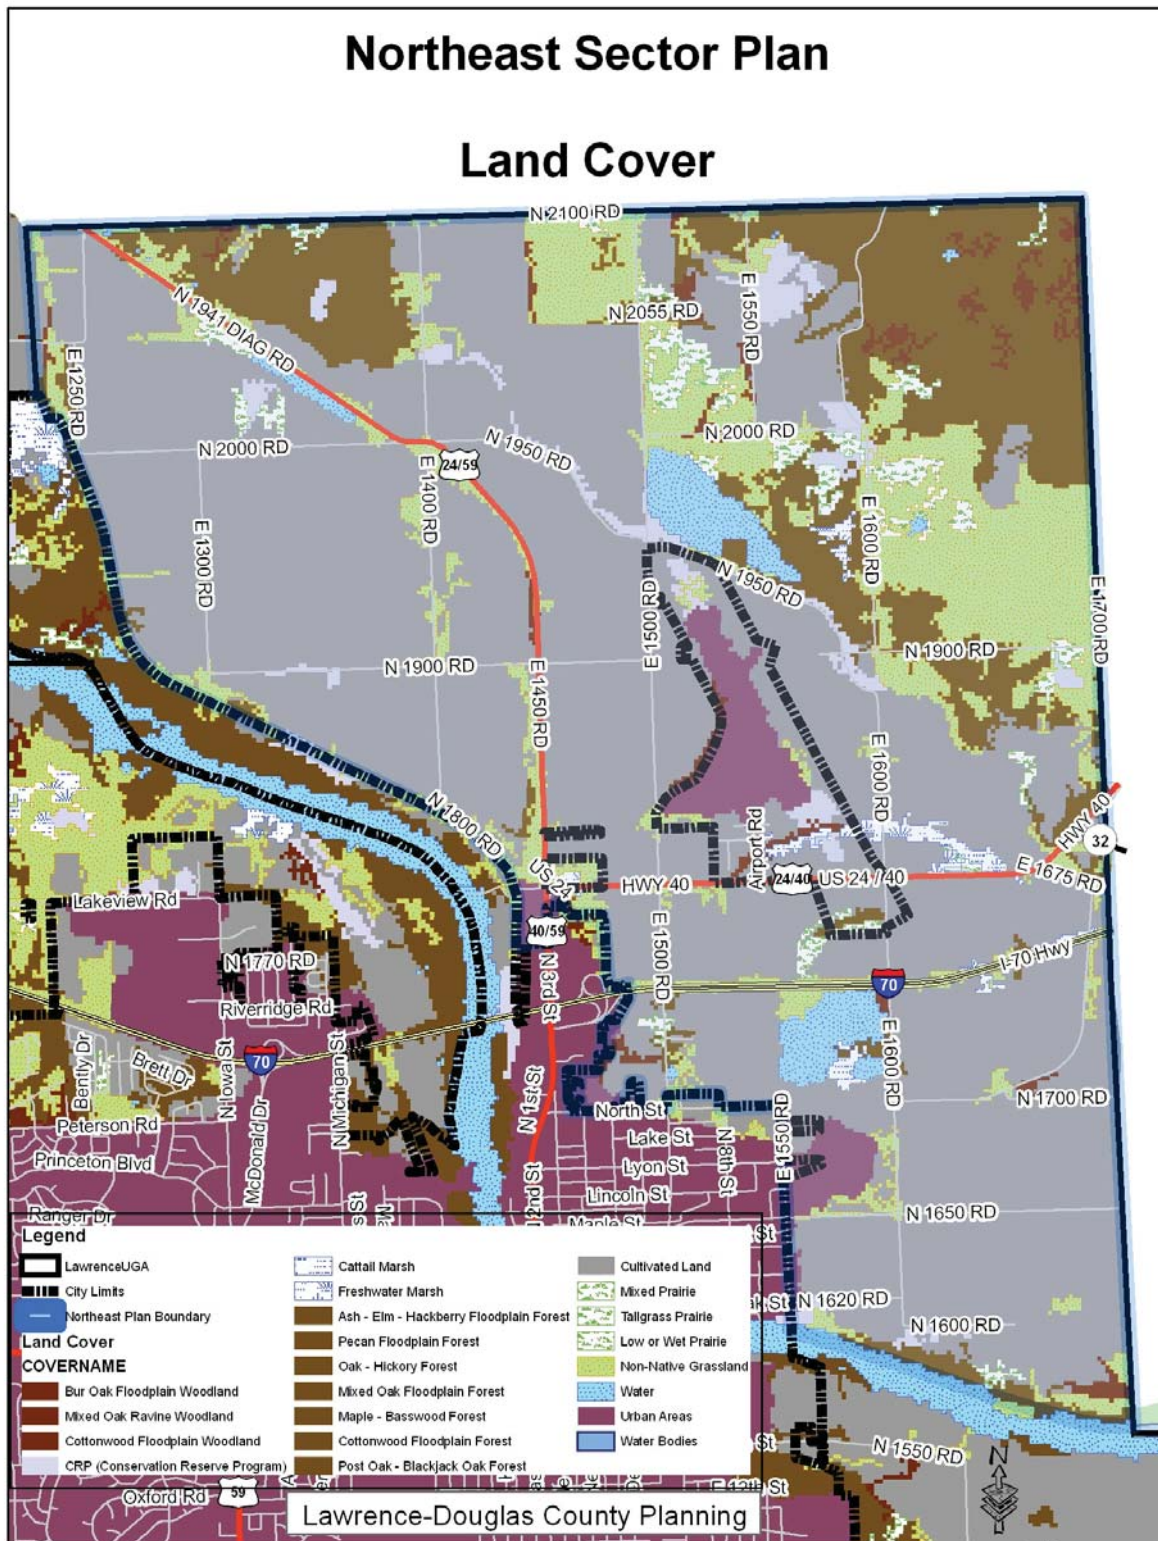 Northeast Sector Plan
Land Cover
N 2100 RD
N 1941 DIAG RD
N 2055 RD
E 1550 RD
E 1250 RD
N 2000 RD
N 1950 RD
N 2000 RD
24/59
E 1400 RD
E 1300 RD
E 1600 RD
E 1500 RD
N 1950 RD
E 1700 RD
N 1900 RD
N 1900 RD
E 1450 RD
E 1600 RD
N 1800 RD
Airport Rd
HWY 40
32
US 24
HWY 40
24/40
US 24 / 40
E 1675 RD
Lakeview Rd
40/59
E 1500 RD
I-70 Hwy
N 1770 RD
N 3rd St
70
Riverridge Rd
70
Bently Dr
Brett Dr
N Iowa St
McDonald Dr
N Michigan St
N 1st St
E 1600 RD
N 1700 RD
Peterson Rd
North St
Lake St
N 8th St
E 1550 RD
Princeton Blvd
Lyon St
Lincoln St
N 2nd St
Maple St
Ranger Dr
N 1650 RD
N 1620 RD
N 1600 RD
N 1550 RD
Legend
LawrenceUGA
City Limits
Northeast Plan Boundary
Land Cover
COVERNAME
Bur Oak Floodplain Woodland
Mixed Oak Ravine Woodland
Cottonwood Floodplain Woodland
CRP (Conservation Reserve Program)
Cattail Marsh
Freshwater Marsh
Ash - Elm - Hackberry Floodplain Forest
Pecan Floodplain Forest
Oak - Hickory Forest
Mixed Oak Floodplain Forest
Maple - Basswood Forest
Cottonwood Floodplain Forest
Post Oak - Blackjack Oak Forest
Cultivated Land
Mixed Prairie
Tallgrass Prairie
Low or Wet Prairie
Non-Native Grassland
Water
Urban Areas
Water Bodies
Oxford Rd
59
E 12th St
N
Lawrence-Douglas County Planning